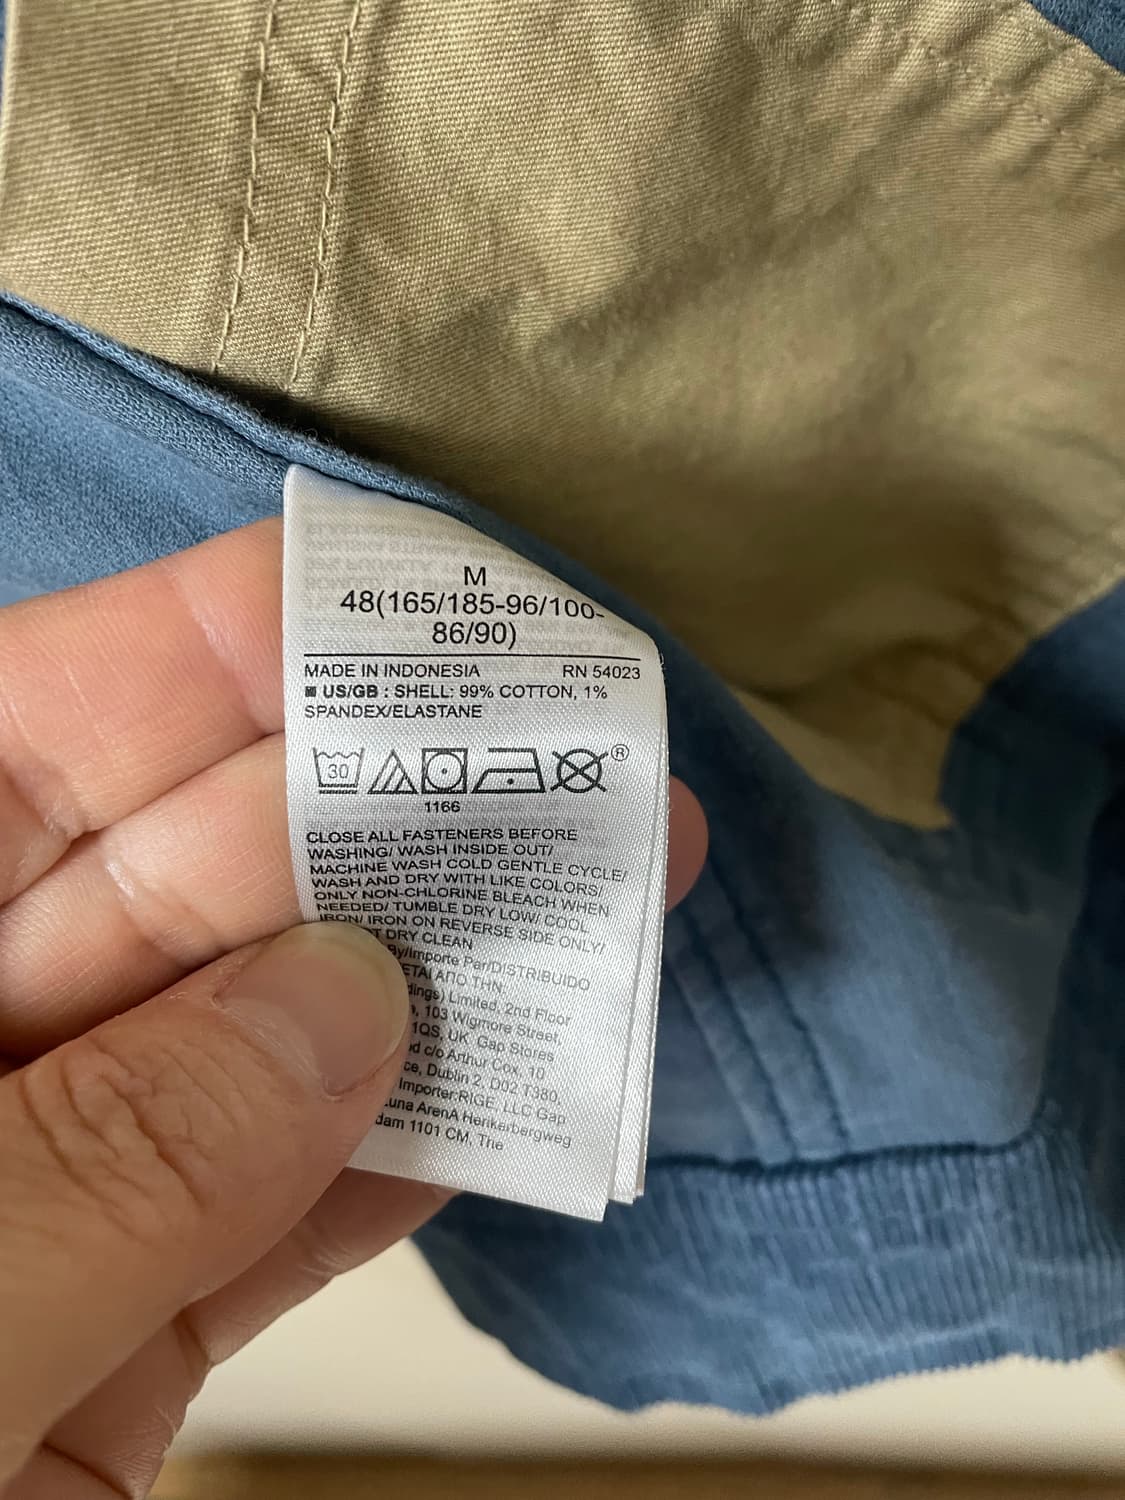 M
48(165/185-96/100-
86/90)
MADE IN INDONESIA RN 54023
■ US/GB : SHELL: 99% COTTON, 1%
SPANDEX/ELASTANE
30
®
1166
CLOSE ALL FASTENERS BEFORE
WASHING/ WASH INSIDE OUT/
MACHINE WASH COLD GENTLE CYCLE/
WASH AND DRY WITH LIKE COLORS/
ONLY NON-CHLORINE BLEACH WHEN
NEEDED/ TUMBLE DRY LOW/ COOL
IRON/ IRON ON REVERSE SIDE ONLY/
DRY CLEAN
By/Importe Par/DISTRIBUIDO
ΑΠΟ ΤΗΝ
Limited, 2nd Floor
103 Wigmore Street,
1QS, UK Gap Stores
c/o Arthur Cox, 10
Dublin 2, D02 T380,
Importer:RIGE, LLC Gap
ArenA Herikerbergweg
1101 CM, The